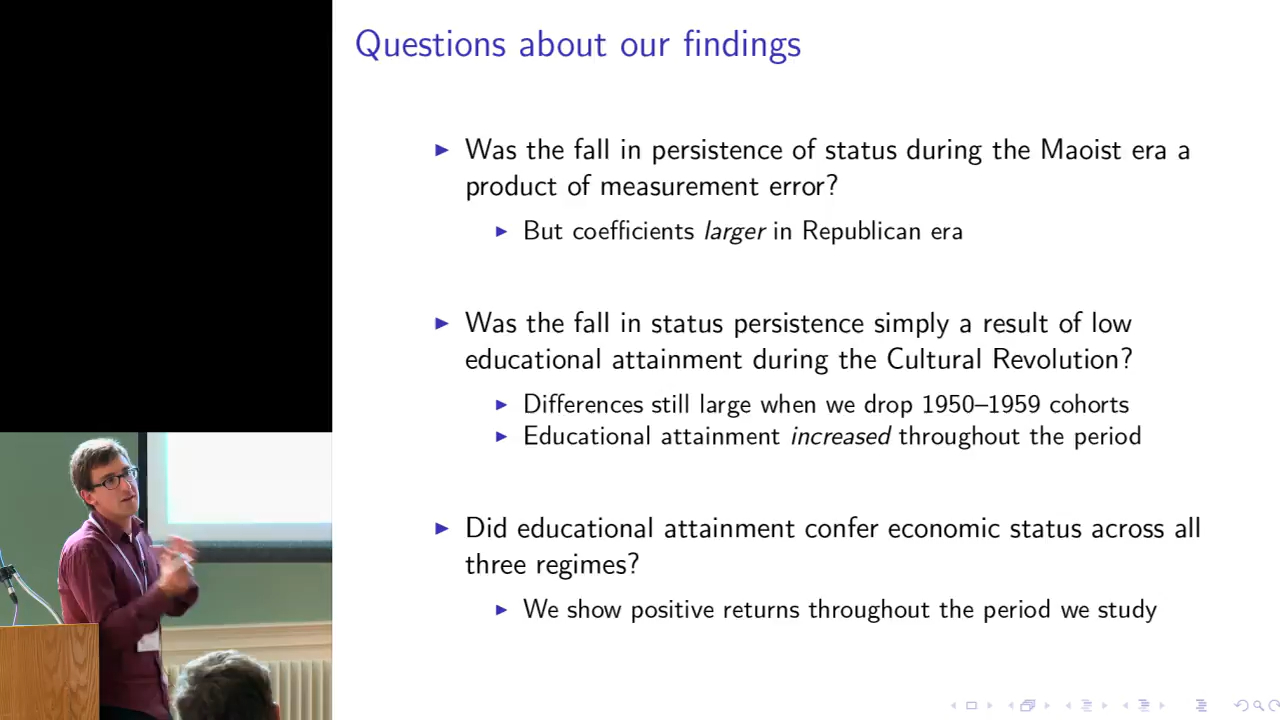 Questions about our findings
Was the fall in persistence of status during the Maoist era a
product of measurement error?
But coefficients larger in Republican era
Was the fall in status persistence simply a result of low
educational attainment during the Cultural Revolution?
Differences still large when we drop 1950–1959 cohorts
Educational attainment increased throughout the period
Did educational attainment confer economic status across all
three regimes?
We show positive returns throughout the period we study